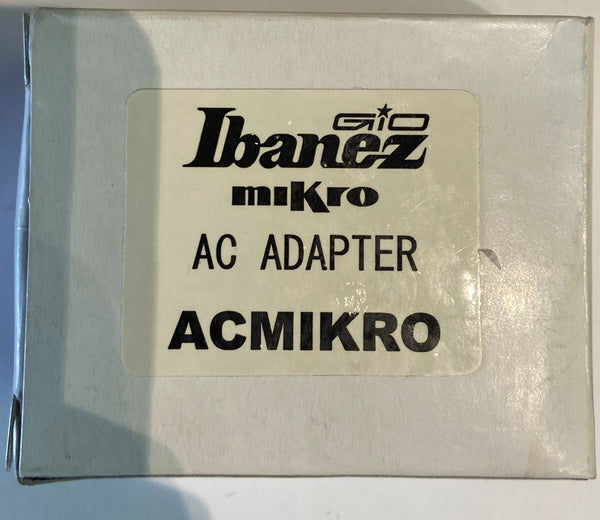 GiO
Ibanez
miKro
AC ADAPTER
ACMIKRO